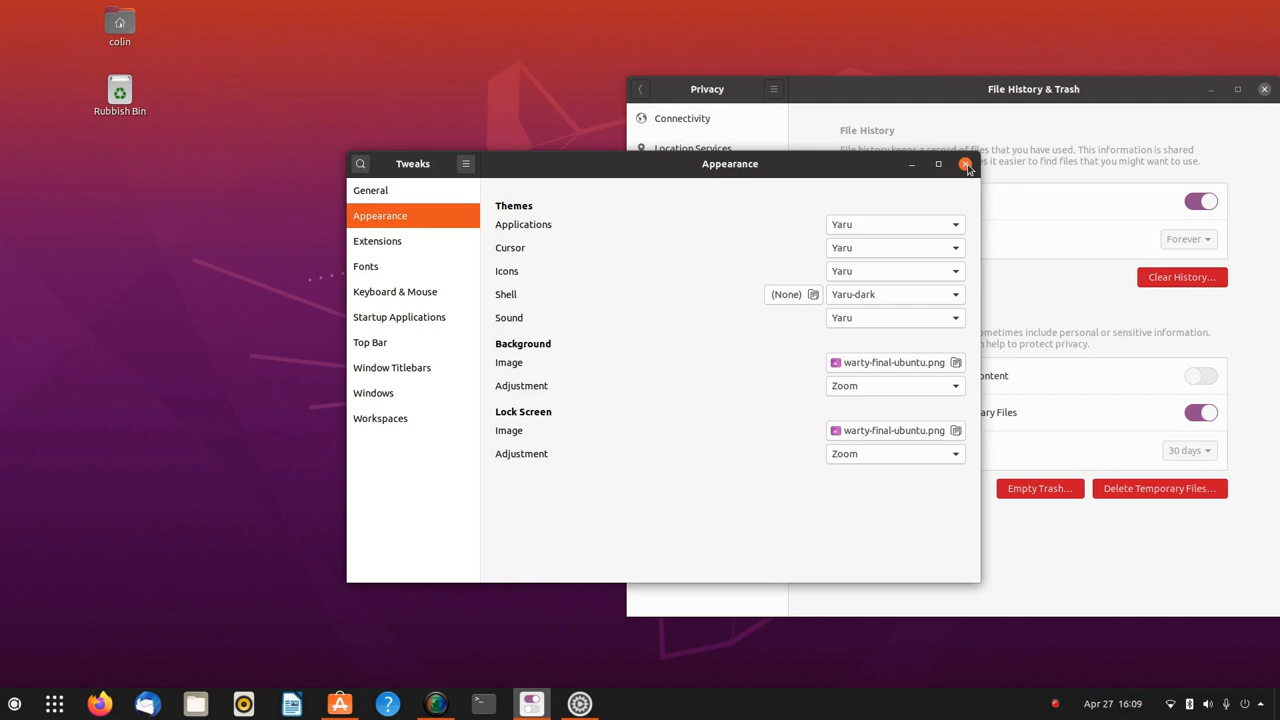 colin
Rubbish Bin
Privacy
File History & Trash
Connectivity
Location Services
File History
File history keeps a record of files that you have used. This information is shared
s it easier to find files that you might want to use.
Forever
Clear History...
ometimes include personal or sensitive information.
n help to protect privacy.
ontent
ary Files
30 days
Empty Trash...
Delete Temporary Files...
Tweaks
Appearance
General
Appearance
Extensions
Fonts
Keyboard & Mouse
Startup Applications
Top Bar
Window Titlebars
Windows
Workspaces
Themes
Applications
Yaru
Cursor
Yaru
Icons
Yaru
Shell
(None)
Yaru-dark
Sound
Yaru
Background
Image
warty-final-ubuntu.png
Adjustment
Zoom
Lock Screen
Image
warty-final-ubuntu.png
Adjustment
Zoom
Apr 27 16:09